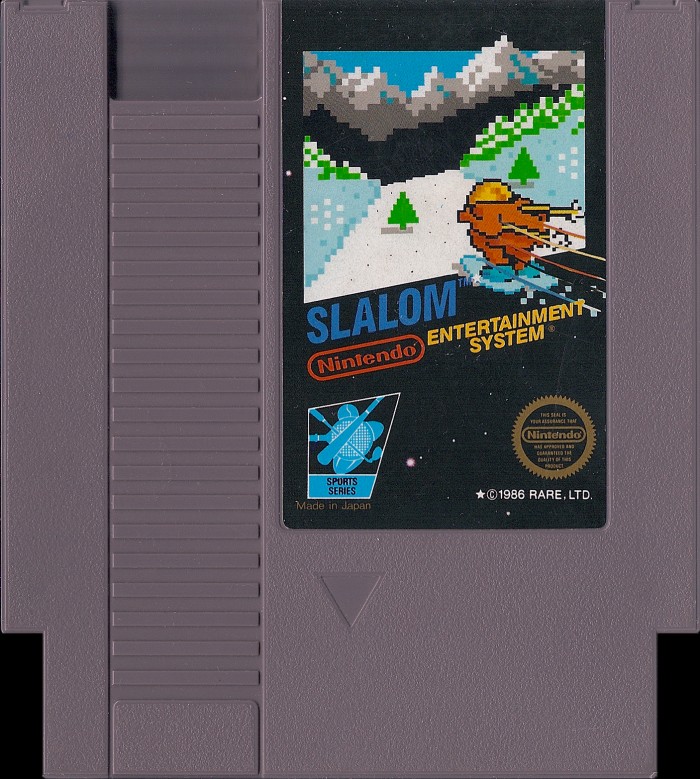 SLALOM™
Nintendo®
ENTERTAINMENT
SYSTEM®
SPORTS
SERIES
Made in Japan
THIS SEAL IS
YOUR ASSURANCE THAT
Nintendo
HAS APPROVED AND
GUARANTEED THE
QUALITY OF THIS
PRODUCT
★©1986 RARE, LTD.